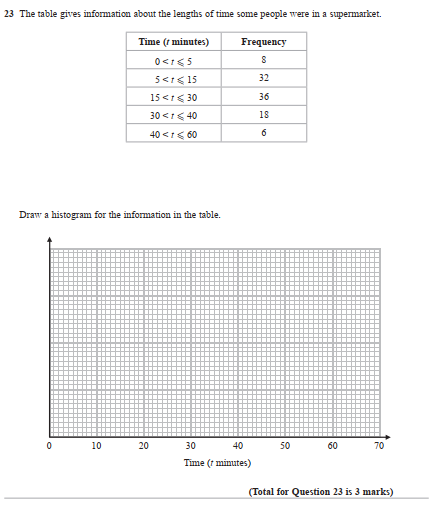 23 The table gives information about the lengths of time some people were in a supermarket.
Time (t minutes) Frequency
0 < t ⩽ 5 8
5 < t ⩽ 15 32
15 < t ⩽ 30 36
30 < t ⩽ 40 18
40 < t ⩽ 60 6
Draw a histogram for the information in the table.
0 10 20 30 40 50 60 70
Time (t minutes)
(Total for Question 23 is 3 marks)